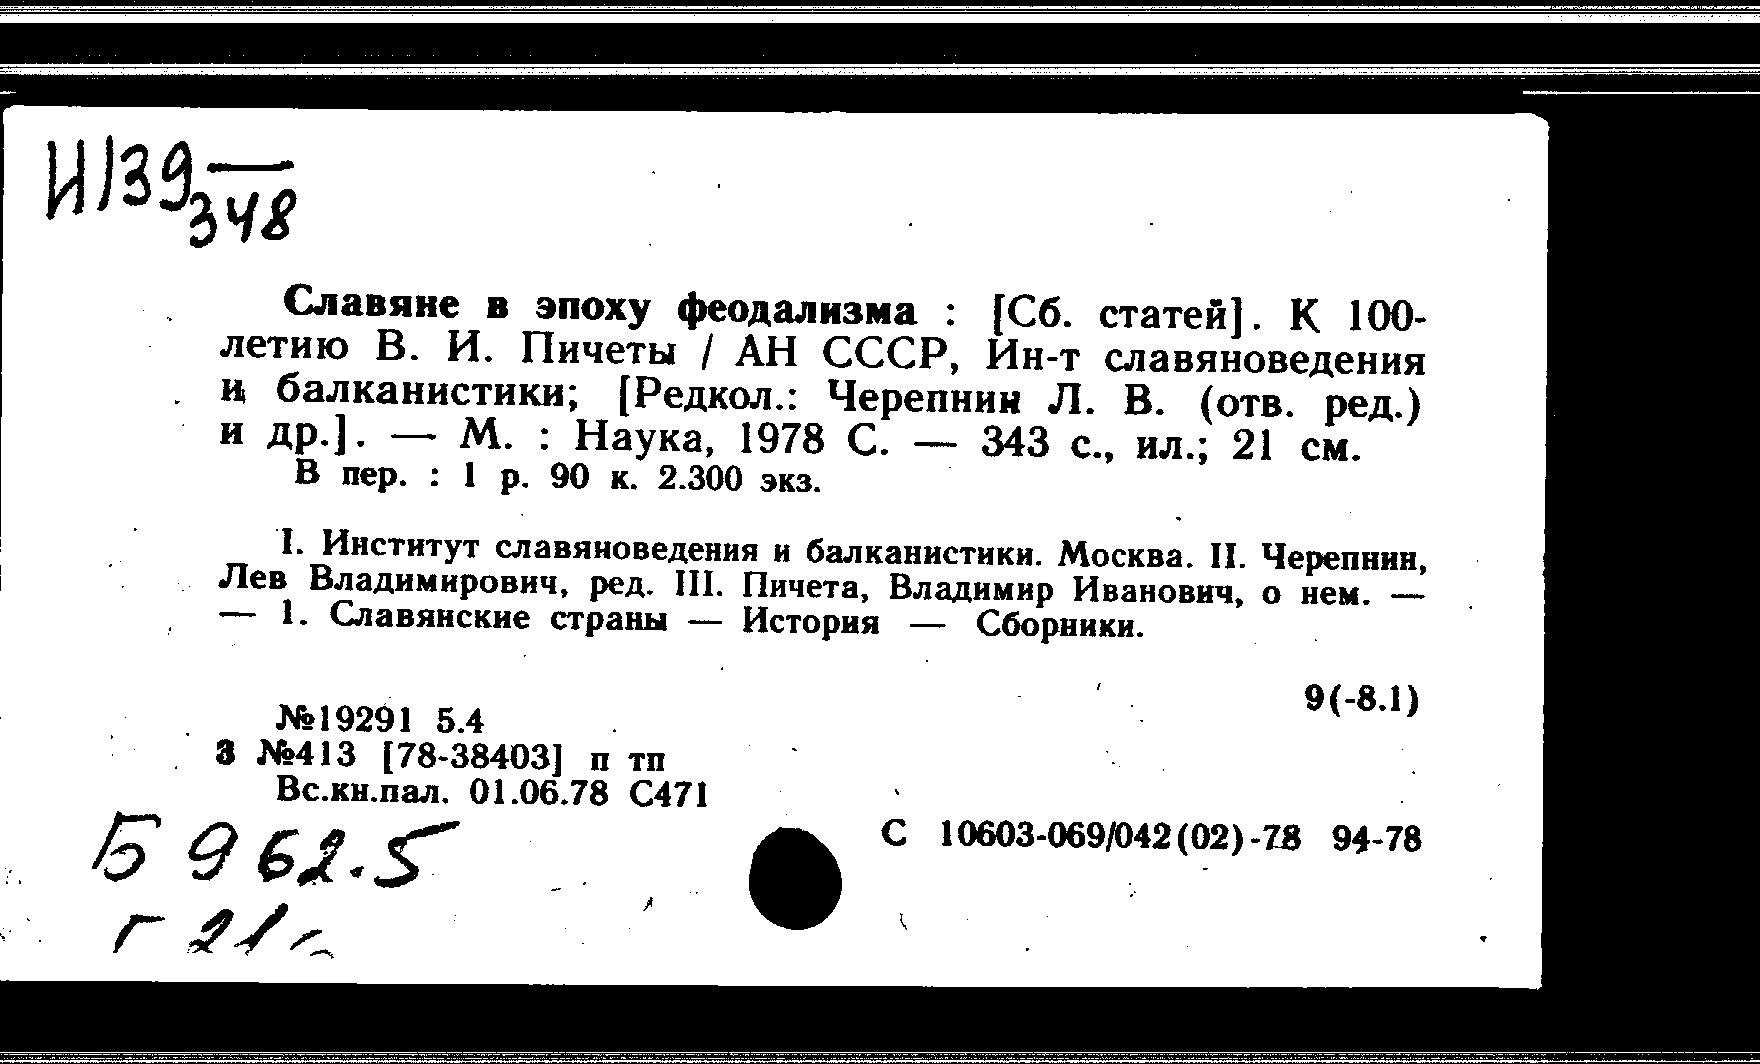 И139—
348
Славяне в эпоху феодализма : [Сб. статей]. К 100-
летию В. И. Пичеты / АН СССР, Ин-т славяноведения
и балканистики; [Редкол.: Черепнин Л. В. (отв. ред.)
и др.]. — М. : Наука, 1978 С. — 343 с., ил.; 21 см.
В пер. : 1 р. 90 к. 2.300 экз.
I. Институт славяноведения и балканистики. Москва. II. Черепнин,
Лев Владимирович, ред. III. Пичета, Владимир Иванович, о нем. —
— 1. Славянские страны — История — Сборники.
9(-8.1)
№19291 5.4
3 №413 [78-38403] п тп
Вс.кн.пал. 01.06.78 С471
С 10603-069/042(02)-78 94-78
Б 962.5
г 21